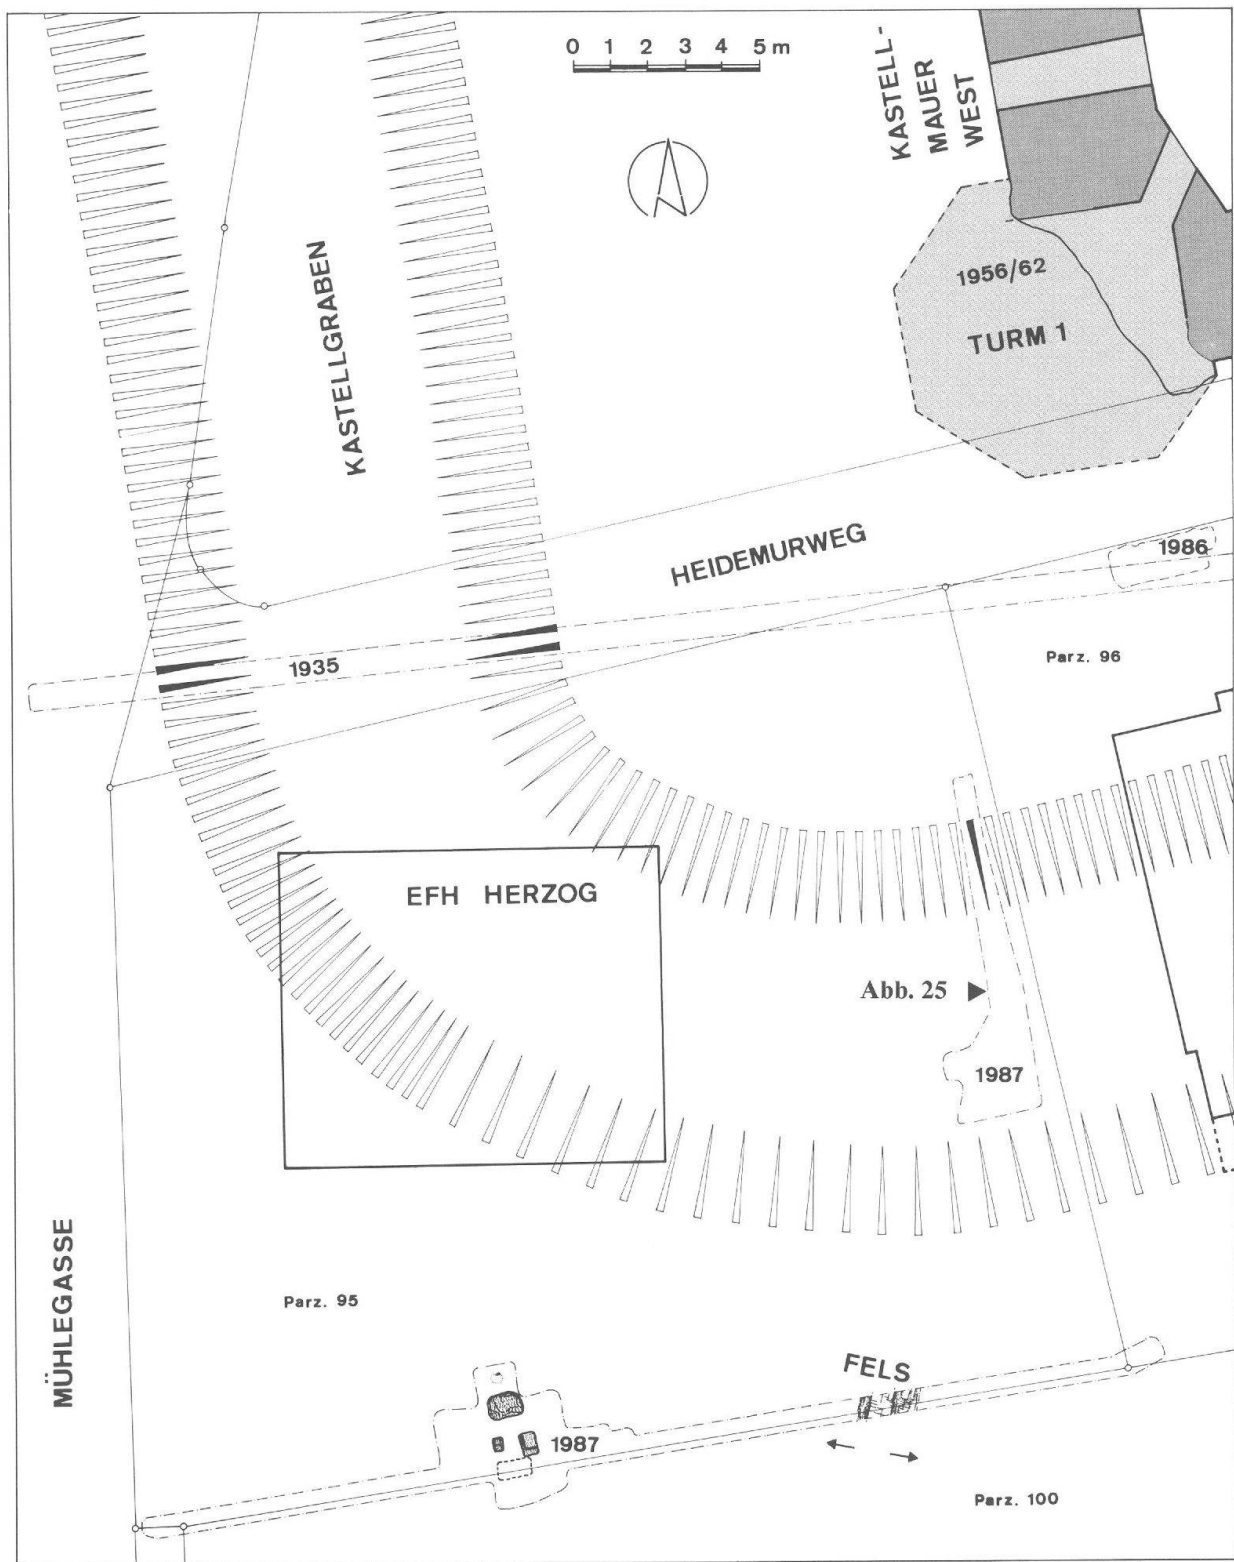 0 1 2 3 4 5 m
KASTELL-
MAUER
WEST
1956/62
TURM 1
KASTELLGRABEN
HEIDEMURWEG
1986
1935
Parz. 96
EFH HERZOG
Abb. 25
1987
MÜHLEGASSE
Parz. 95
FELS
1987
Parz. 100